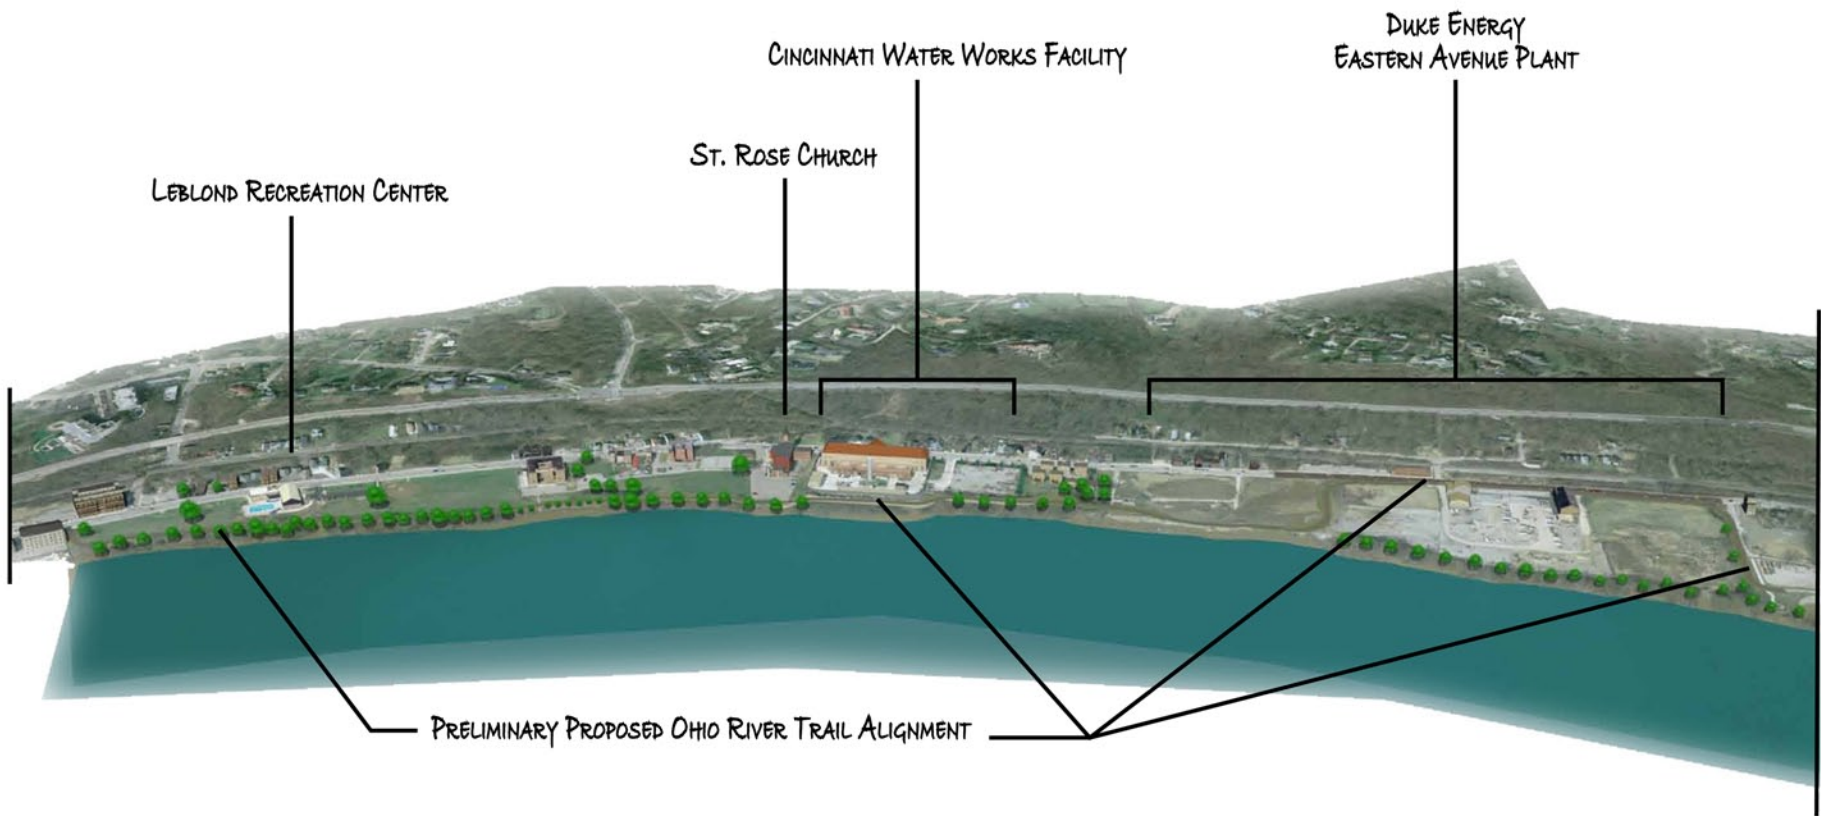 DUKE ENERGY
EASTERN AVENUE PLANT
CINCINNATI WATER WORKS FACILITY
ST. ROSE CHURCH
LEBLOND RECREATION CENTER
PRELIMINARY PROPOSED OHIO RIVER TRAIL ALIGNMENT